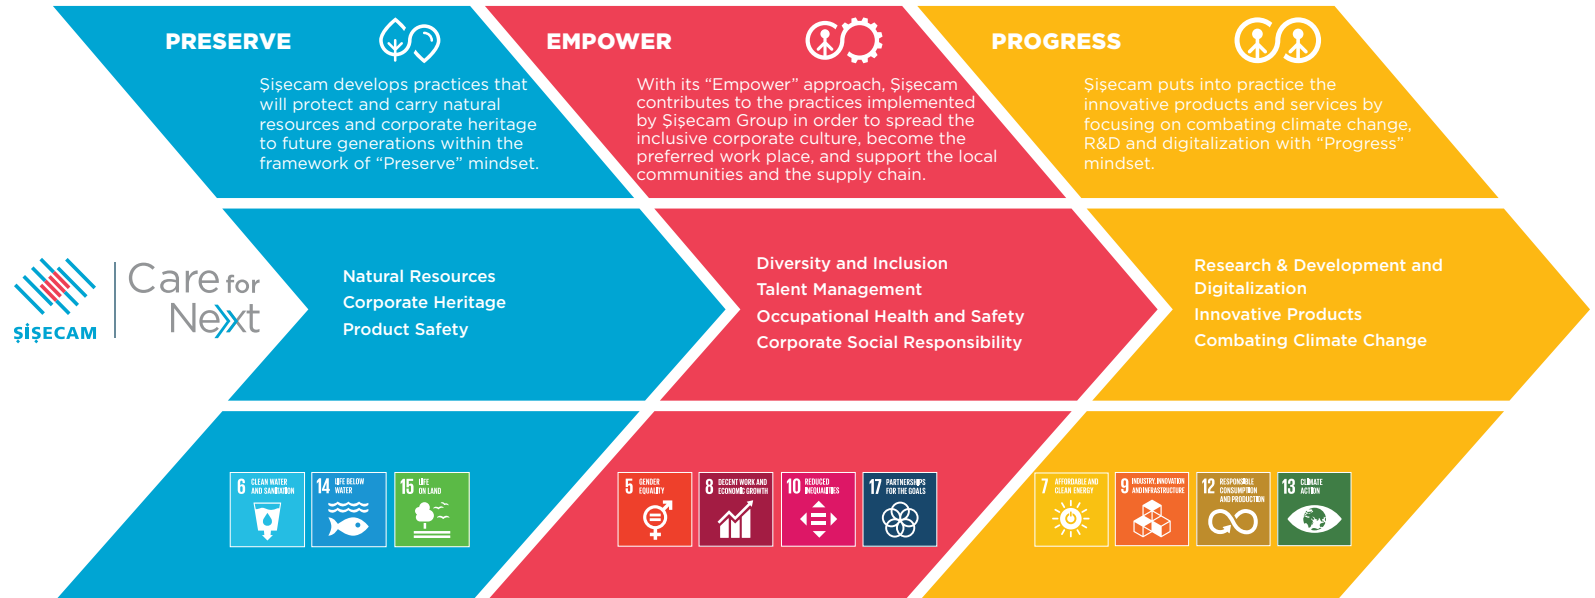 PRESERVE
Şişecam develops practices that
will protect and carry natural
resources and corporate heritage
to future generations within the
framework of “Preserve” mindset.
EMPOWER
With its “Empower” approach, Şişecam
contributes to the practices implemented
by Şişecam Group in order to spread the
inclusive corporate culture, become the
preferred work place, and support the local
communities and the supply chain.
PROGRESS
Şişecam puts into practice the
innovative products and services by
focusing on combating climate change,
R&D and digitalization with “Progress”
mindset.
ŞİŞECAM
Care for
Next
Natural Resources
Corporate Heritage
Product Safety
Diversity and Inclusion
Talent Management
Occupational Health and Safety
Corporate Social Responsibility
Research & Development and
Digitalization
Innovative Products
Combating Climate Change
6 CLEAN WATER
AND SANITATION
14 LIFE BELOW
WATER
15 LIFE
ON LAND
5 GENDER
EQUALITY
8 DECENT WORK AND
ECONOMIC GROWTH
10 REDUCED
INEQUALITIES
17 PARTNERSHIPS
FOR THE GOALS
7 AFFORDABLE AND
CLEAN ENERGY
9 INDUSTRY, INNOVATION
AND INFRASTRUCTURE
12 RESPONSIBLE
CONSUMPTION
AND PRODUCTION
13 CLIMATE
ACTION